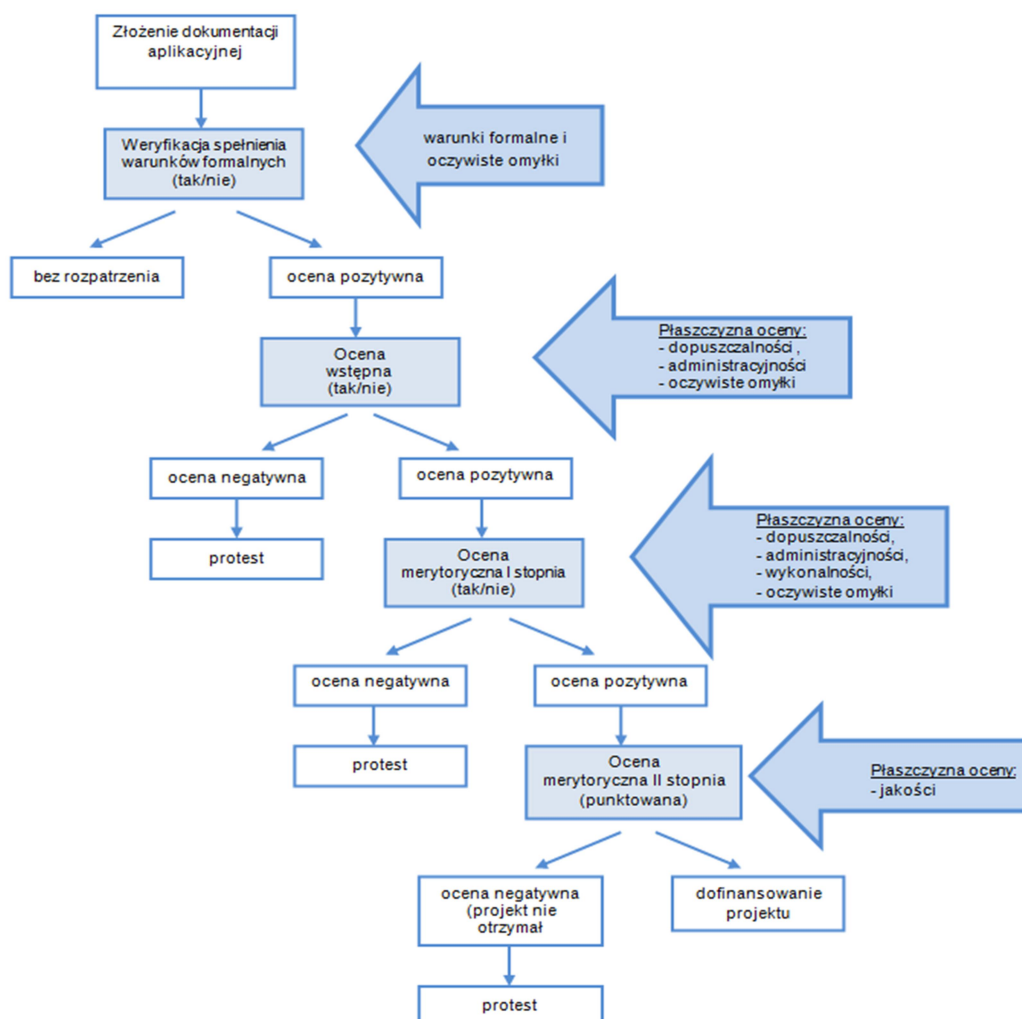 Złożenie dokumentacji
aplikacyjnej
Weryfikacja spełnienia
warunków formalnych
(tak/nie)
warunki formalne i
oczywiste omyłki
bez rozpatrzenia
ocena pozytywna
Ocena
wstępna
(tak/nie)
Płaszczyzna oceny:
- dopuszczalności ,
- administracyjności
- oczywiste omyłki
ocena negatywna
ocena pozytywna
protest
Ocena
merytoryczna I stopnia
(tak/nie)
Płaszczyzna oceny:
- dopuszczalności,
- administracyjności,
- wykonalności,
- oczywiste omyłki
ocena negatywna
ocena pozytywna
protest
Ocena
merytoryczna II stopnia
(punktowana)
Płaszczyzna oceny:
- jakości
ocena negatywna
(projekt nie
otrzymał
dofinansowanie
projektu
protest